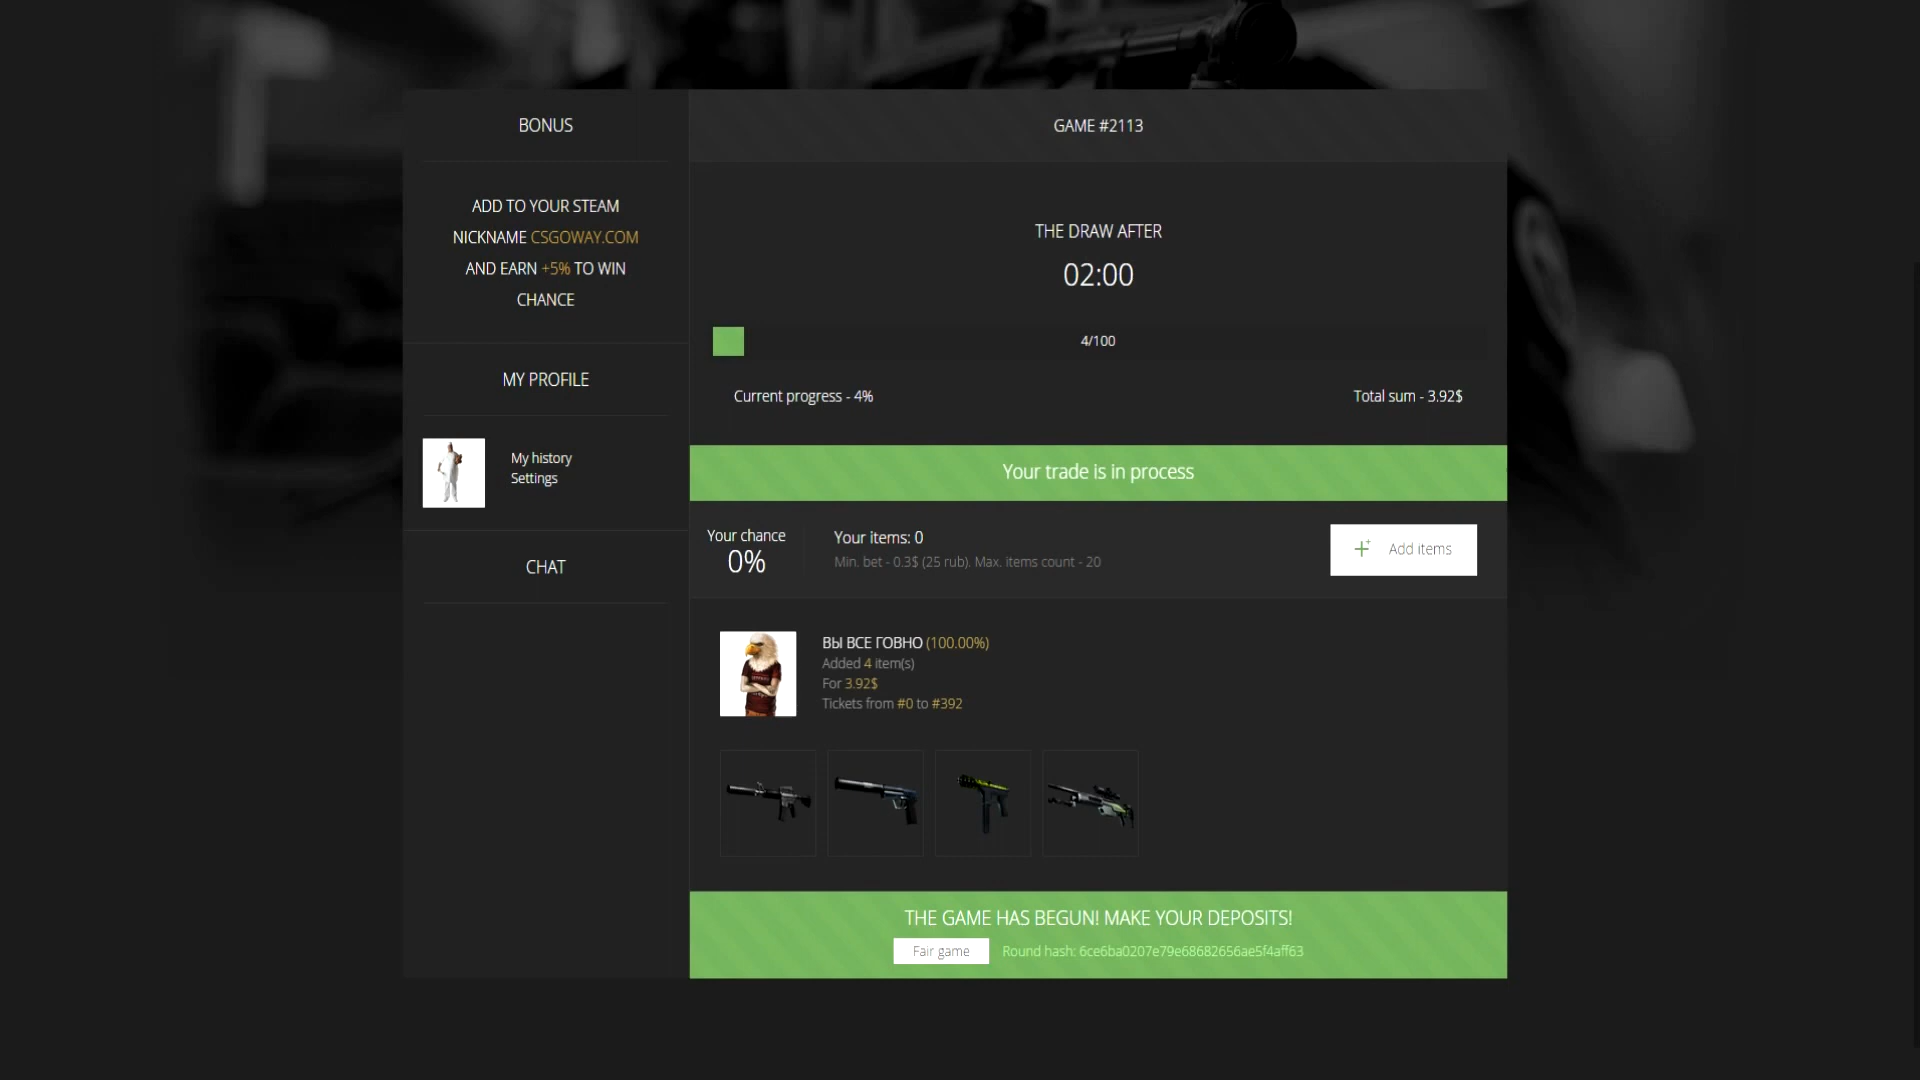 BONUS
ADD TO YOUR STEAM
NICKNAME CSGOWAY.COM
AND EARN +5% TO WIN
CHANCE
MY PROFILE
My history
Settings
CHAT
GAME #2113
THE DRAW AFTER
02:00
4/100
Current progress - 4%
Total sum - 3.92$
Your trade is in process
Your chance
0%
Your items: 0
Min. bet - 0.3$ (25 rub). Max. items count - 20
Add items
ВЫ ВСЕ ГОВНО (100.00%)
Added 4 item(s)
For 3.92$
Tickets from #0 to #392
THE GAME HAS BEGUN! MAKE YOUR DEPOSITS!
Fair game
Round hash: 6ce6ba0207e79e68682656ae5f4aff63